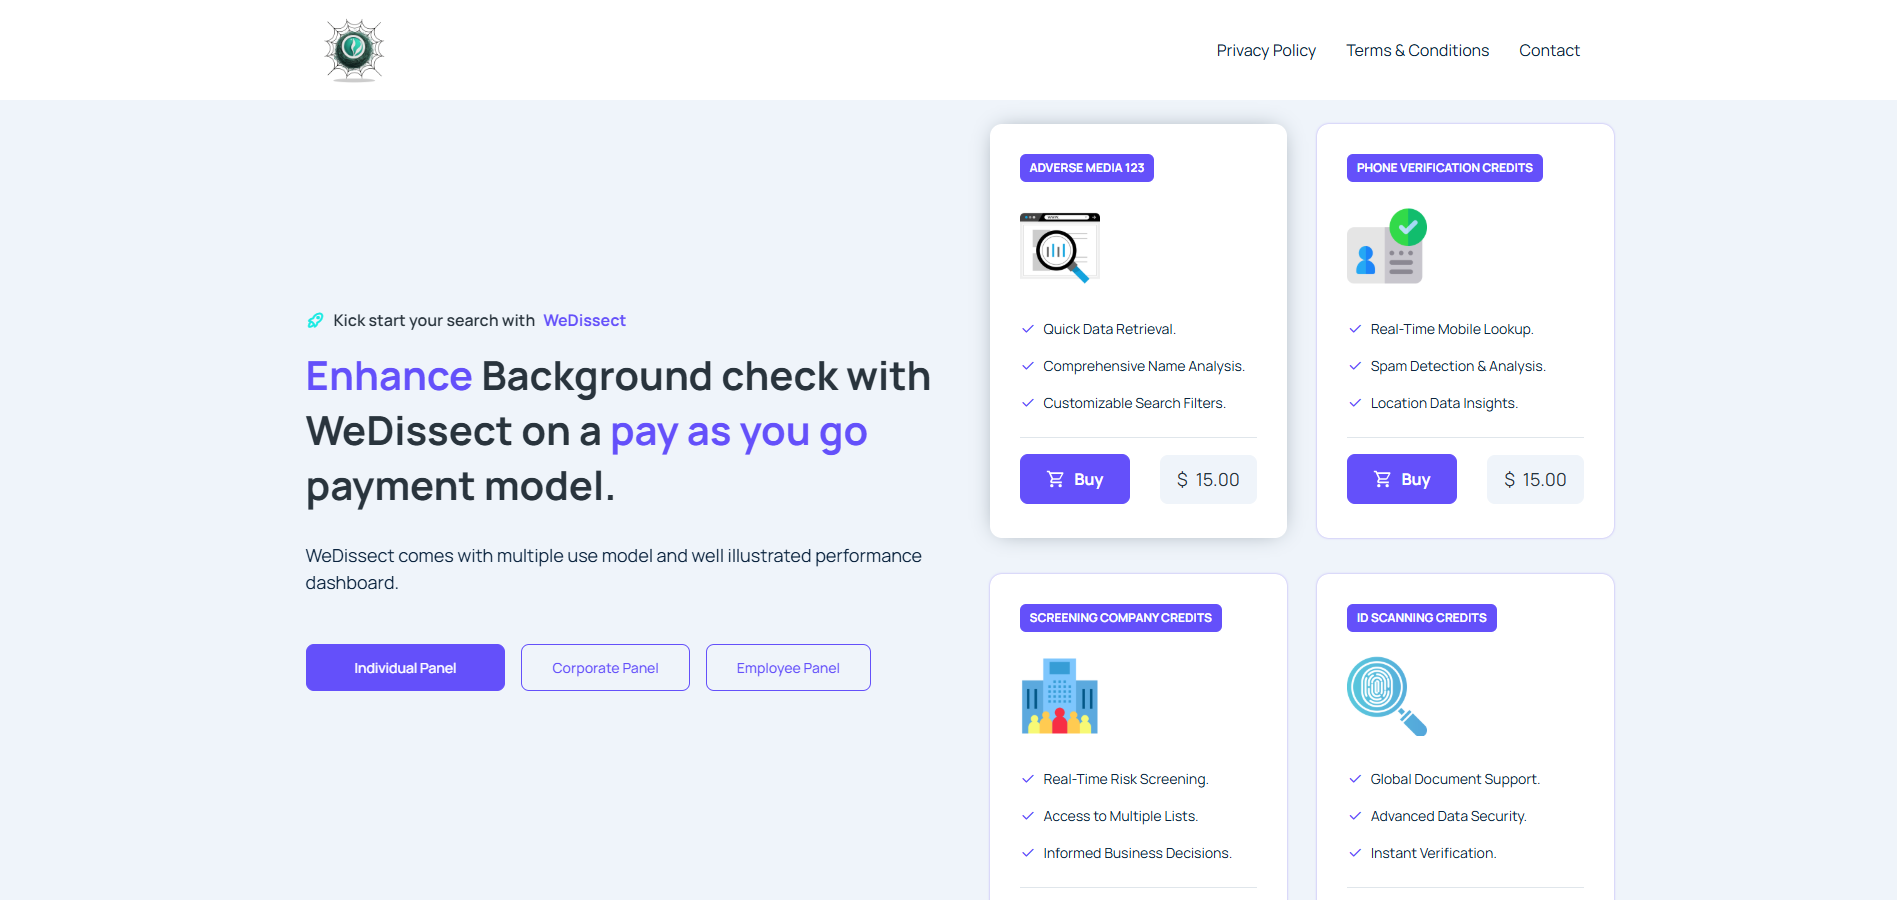 Privacy Policy
Terms & Conditions
Contact
Kick start your search with WeDissect
Enhance Background check with
WeDissect on a pay as you go
payment model.
WeDissect comes with multiple use model and well illustrated performance
dashboard.
Individual Panel
Corporate Panel
Employee Panel
ADVERSE MEDIA 123
Quick Data Retrieval.
Comprehensive Name Analysis.
Customizable Search Filters.
Buy
$ 15.00
PHONE VERIFICATION CREDITS
Real-Time Mobile Lookup.
Spam Detection & Analysis.
Location Data Insights.
Buy
$ 15.00
SCREENING COMPANY CREDITS
Real-Time Risk Screening.
Access to Multiple Lists.
Informed Business Decisions.
ID SCANNING CREDITS
Global Document Support.
Advanced Data Security.
Instant Verification.